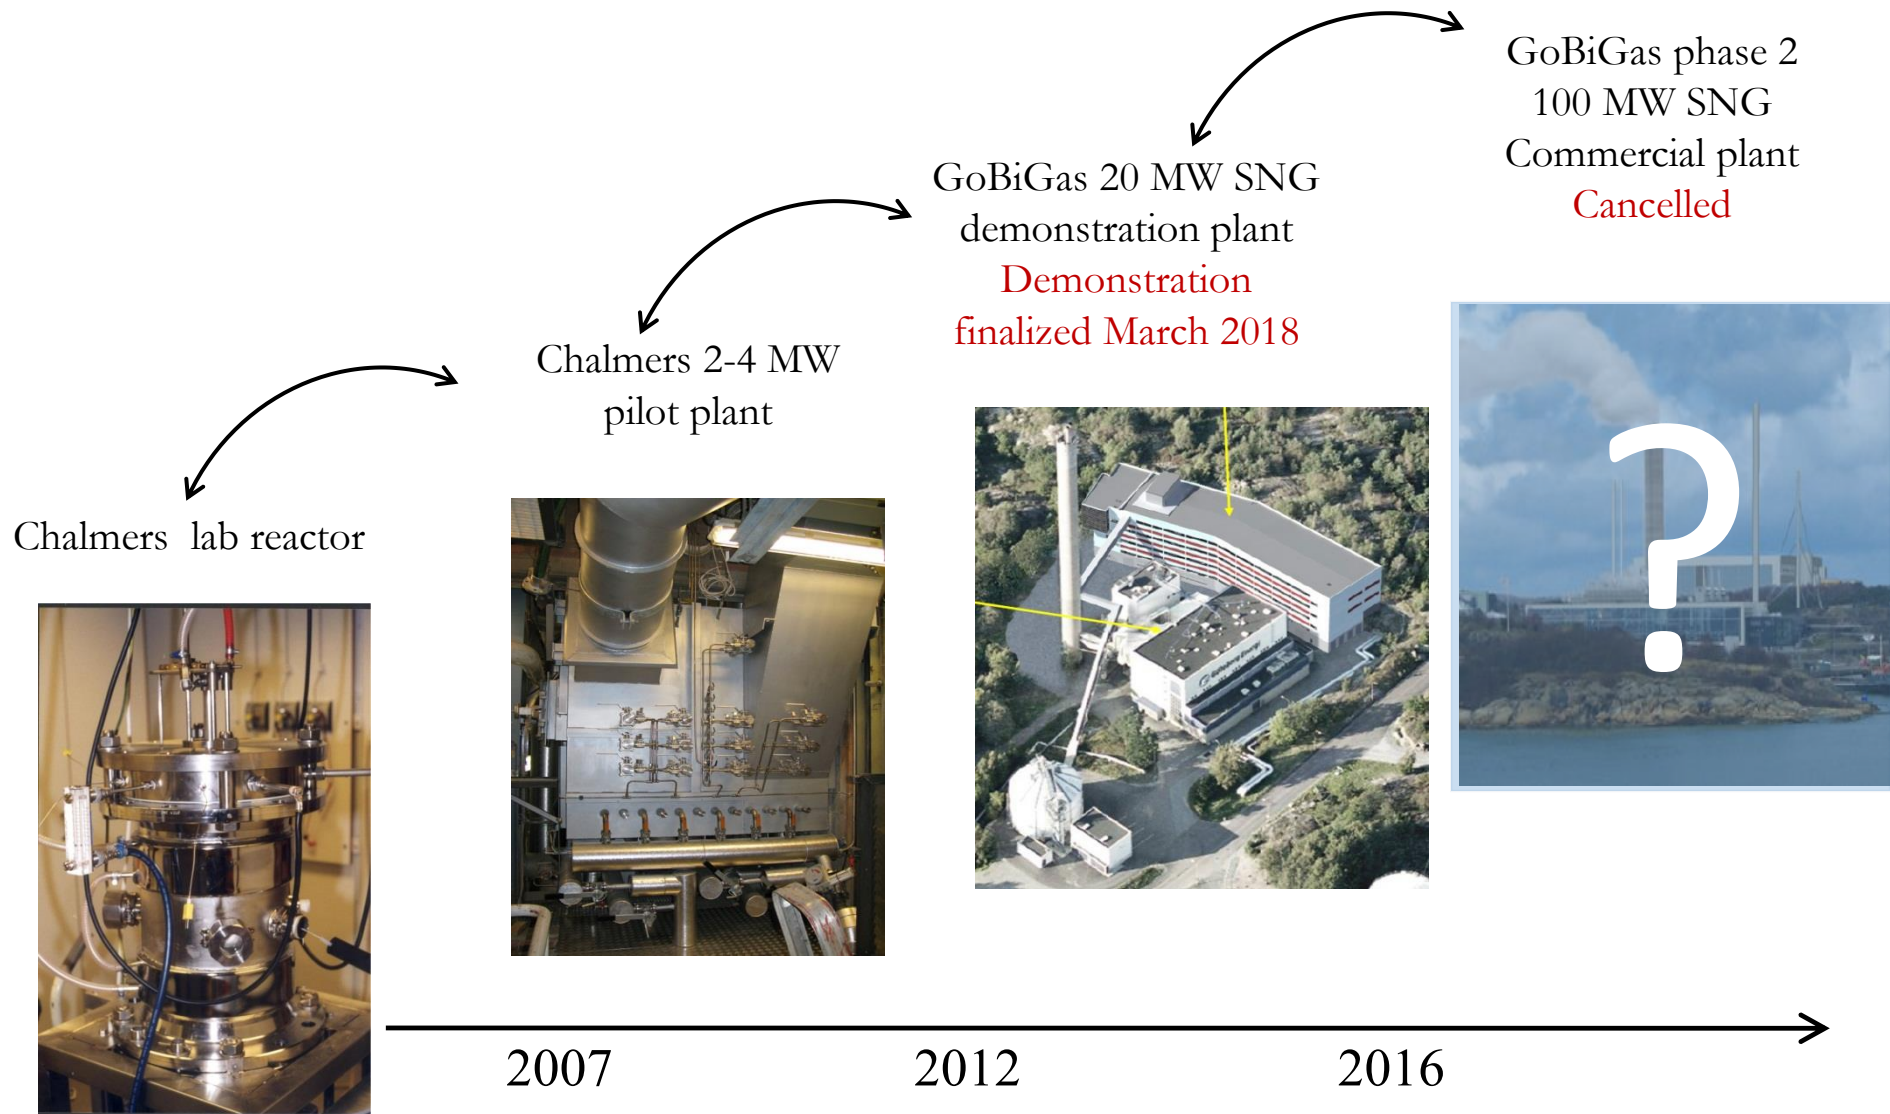 GoBiGas phase 2
100 MW SNG
Commercial plant
Cancelled
GoBiGas 20 MW SNG
demonstration plant
Demonstration
finalized March 2018
Chalmers 2-4 MW
pilot plant
Chalmers lab reactor
?
2007
2012
2016